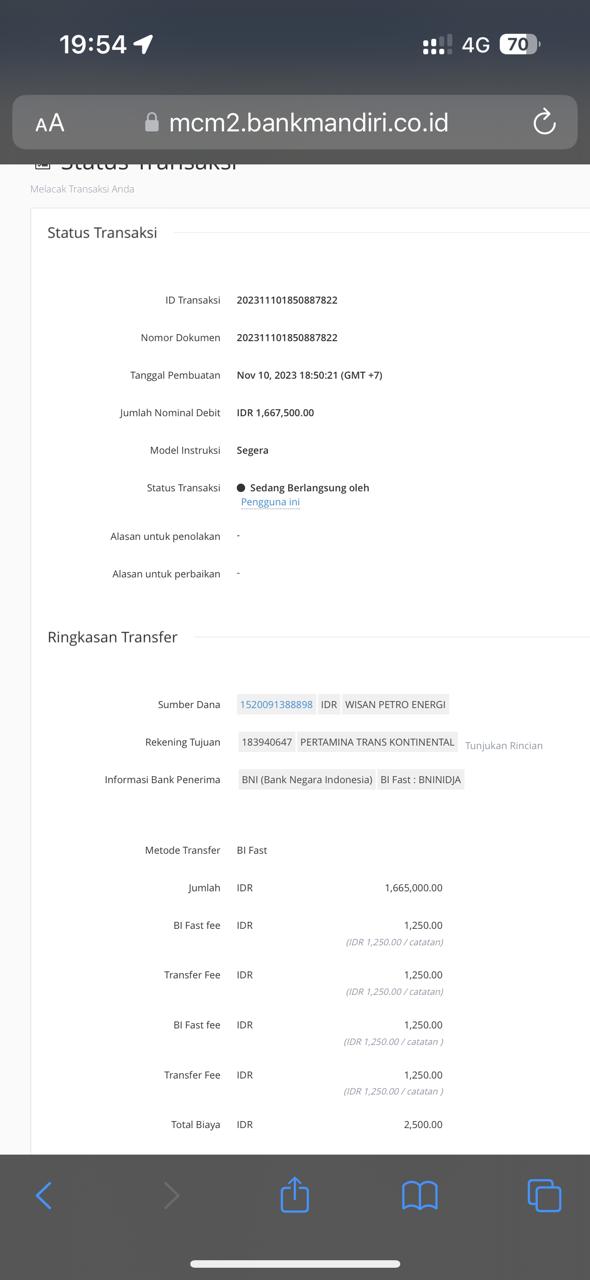 19:54
4G
70
AA
mcm2.bankmandiri.co.id
Status Transaksi
Melacak Transaksi Anda
Status Transaksi
ID Transaksi 202311101850887822
Nomor Dokumen 202311101850887822
Tanggal Pembuatan Nov 10, 2023 18:50:21 (GMT +7)
Jumlah Nominal Debit IDR 1,667,500.00
Model Instruksi Segera
Status Transaksi Sedang Berlangsung oleh
Pengguna ini
Alasan untuk penolakan -
Alasan untuk perbaikan -
Ringkasan Transfer
Sumber Dana 1520091388898 IDR WISAN PETRO ENERGI
Rekening Tujuan 183940647 PERTAMINA TRANS KONTINENTAL Tunjukan Rincian
Informasi Bank Penerima BNI (Bank Negara Indonesia) BI Fast : BNINIDJA
Metode Transfer BI Fast
Jumlah IDR 1,665,000.00
BI Fast fee IDR 1,250.00
(IDR 1,250.00 / catatan)
Transfer Fee IDR 1,250.00
(IDR 1,250.00 / catatan)
BI Fast fee IDR 1,250.00
(IDR 1,250.00 / catatan )
Transfer Fee IDR 1,250.00
(IDR 1,250.00 / catatan )
Total Biaya IDR 2,500.00